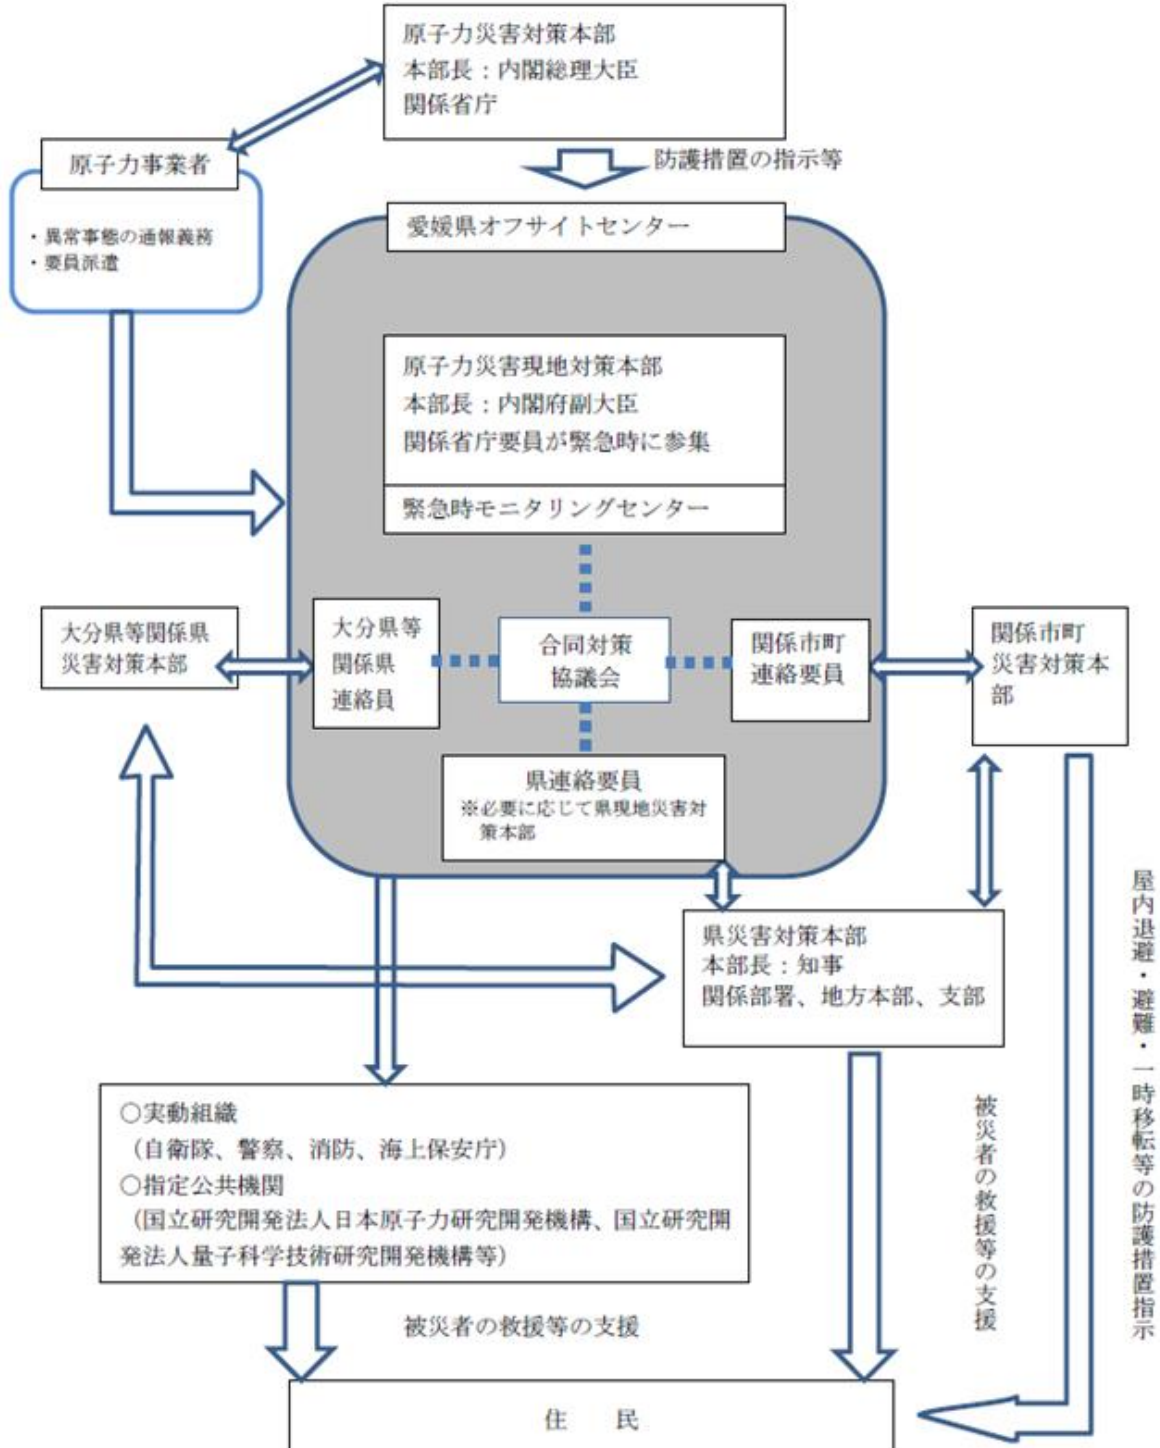 原子力災害対策本部
本部長：内閣総理大臣
関係省庁
原子力事業者
・異常事態の通報義務
・要員派遣
防護措置の指示等
愛媛県オフサイトセンター
原子力災害現地対策本部
本部長：内閣府副大臣
関係省庁要員が緊急時に参集
緊急時モニタリングセンター
大分県等関係県
災害対策本部
大分県等
関係県
連絡員
合同対策
協議会
関係市町
連絡要員
関係市町
災害対策本
部
県連絡要員
※必要に応じて県現地災害対
策本部
県災害対策本部
本部長：知事
関係部署、地方本部、支部
屋内退避・避難・一時移転等の防護措置指示
被災者の救援等の支援
○実動組織
（自衛隊、警察、消防、海上保安庁）
○指定公共機関
（国立研究開発法人日本原子力研究開発機構、国立研究開
発法人量子科学技術研究開発機構等）
被災者の救援等の支援
住　民